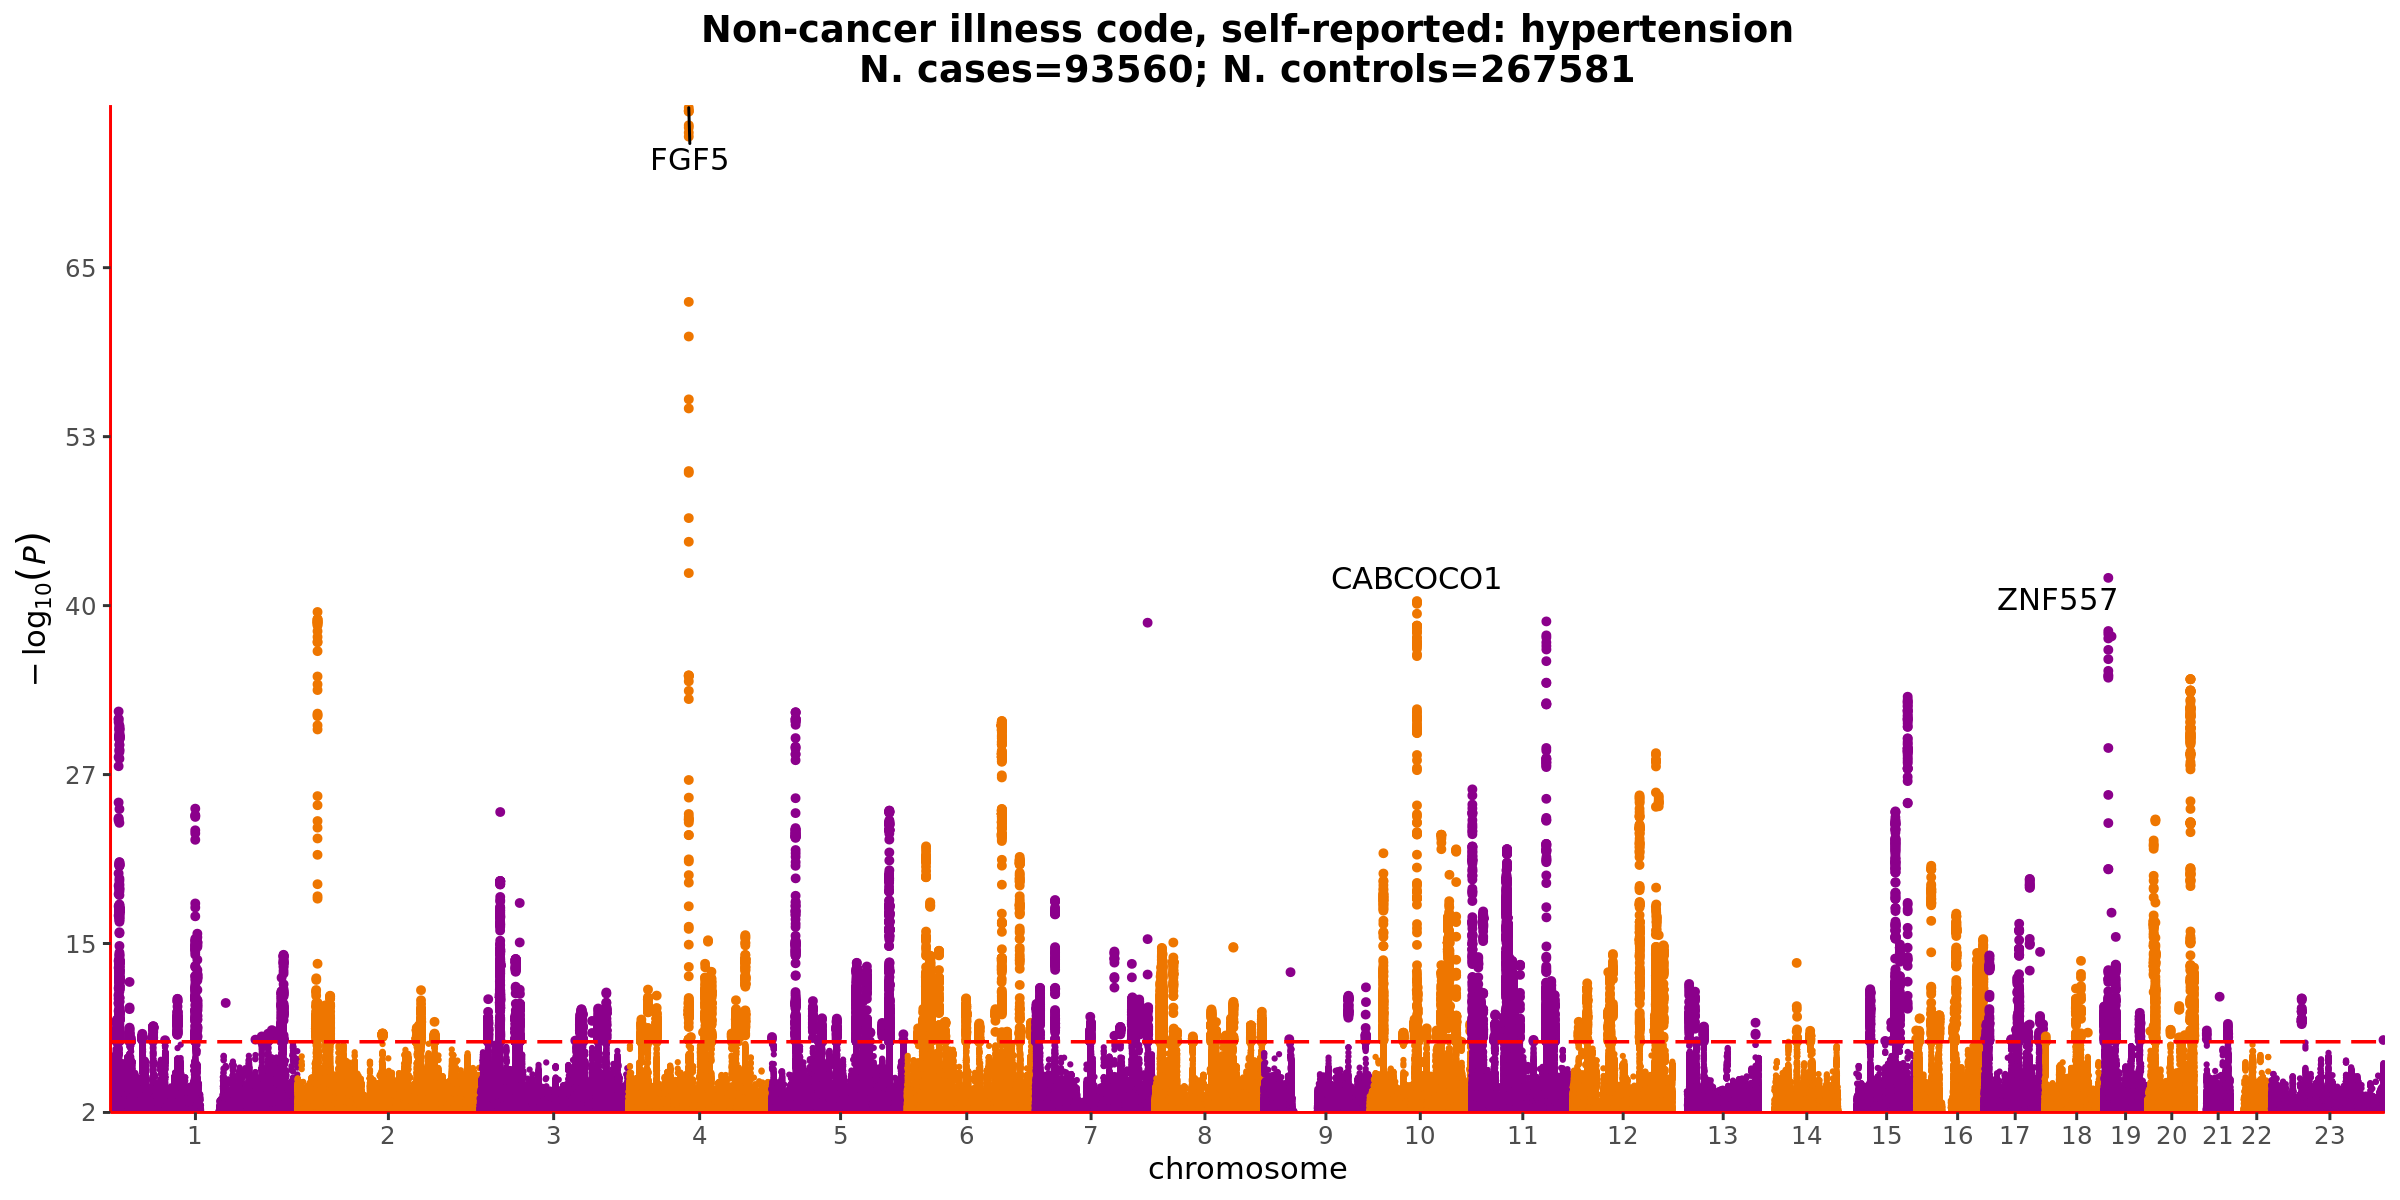 Non-cancer illness code, self-reported: hypertension
N. cases=93560; N. controls=267581
FGF5
65
53
CABCOCO1
ZNF557
40
27
15
2
−log10(P)
1 2 3 4 5 6 7 8 9 10 11 12 13 14 15 16 17 18 19 20 21 22 23
chromosome